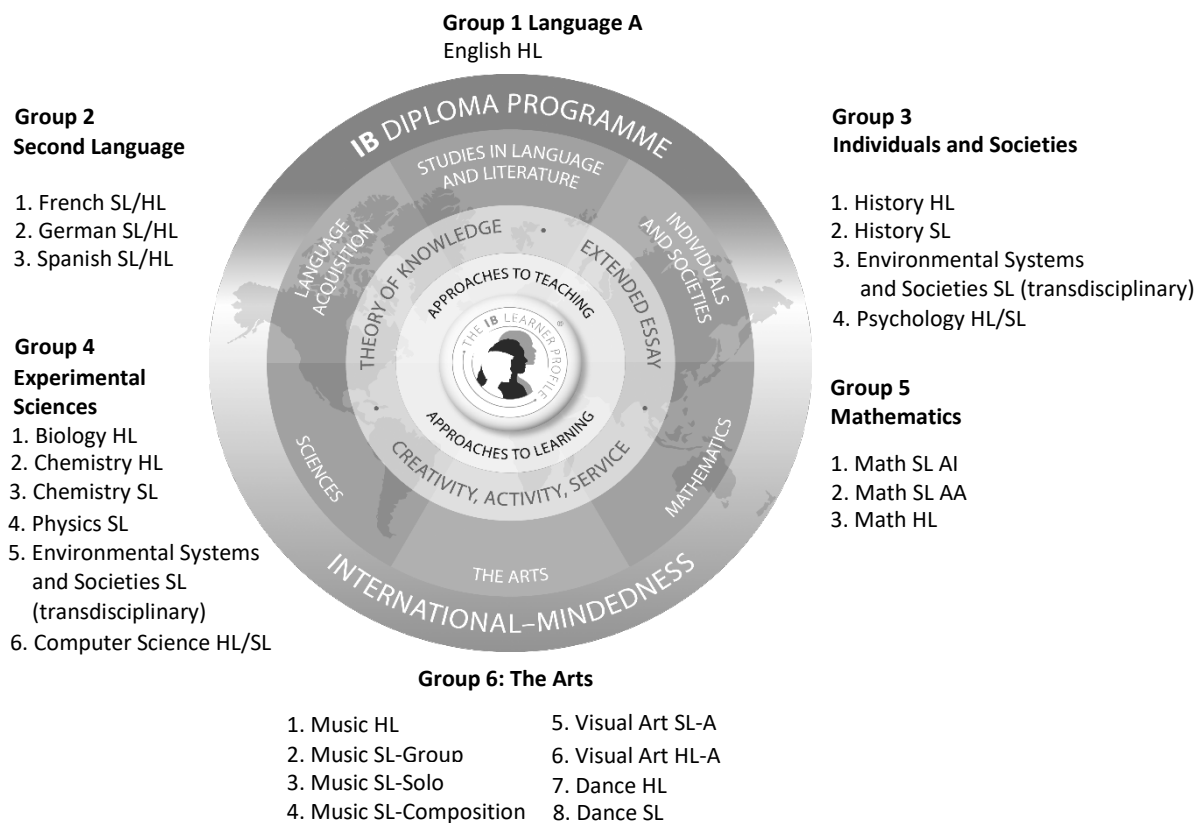 Group 1 Language A
English HL
Group 2
Second Language
1. French SL/HL
2. German SL/HL
3. Spanish SL/HL
Group 3
Individuals and Societies
1. History HL
2. History SL
3. Environmental Systems
and Societies SL (transdisciplinary)
4. Psychology HL/SL
Group 4
Experimental
Sciences
1. Biology HL
2. Chemistry HL
3. Chemistry SL
4. Physics SL
5. Environmental Systems
and Societies SL
(transdisciplinary)
6. Computer Science HL/SL
Group 5
Mathematics
1. Math SL AI
2. Math SL AA
3. Math HL
IB DIPLOMA PROGRAMME
STUDIES IN LANGUAGE
AND LITERATURE
LANGUAGE
ACQUISITION
INDIVIDUALS
AND SOCIETIES
THEORY OF KNOWLEDGE
EXTENDED ESSAY
APPROACHES TO TEACHING
THE IB LEARNER PROFILE
®
APPROACHES TO LEARNING
CREATIVITY, ACTIVITY, SERVICE
SCIENCES
MATHEMATICS
THE ARTS
INTERNATIONAL–MINDEDNESS
Group 6: The Arts
1. Music HL
2. Music SL-Group
3. Music SL-Solo
4. Music SL-Composition
5. Visual Art SL-A
6. Visual Art HL-A
7. Dance HL
8. Dance SL